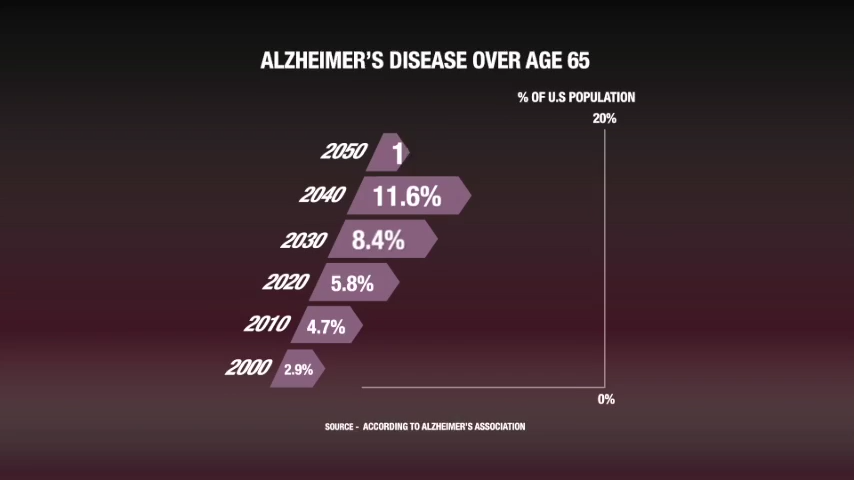 ALZHEIMER'S DISEASE OVER AGE 65
% OF U.S POPULATION
20%
2050 1
2040 11.6%
2030 8.4%
2020 5.8%
2010 4.7%
2000 2.9%
0%
SOURCE - ACCORDING TO ALZHEIMER'S ASSOCIATION